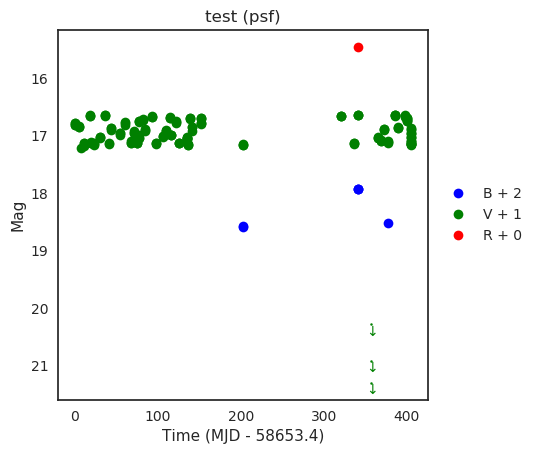 test (psf)
Mag
16
17
18
19
20
21
0
100
200
300
400
Time (MJD - 58653.4)
B + 2
V + 1
R + 0